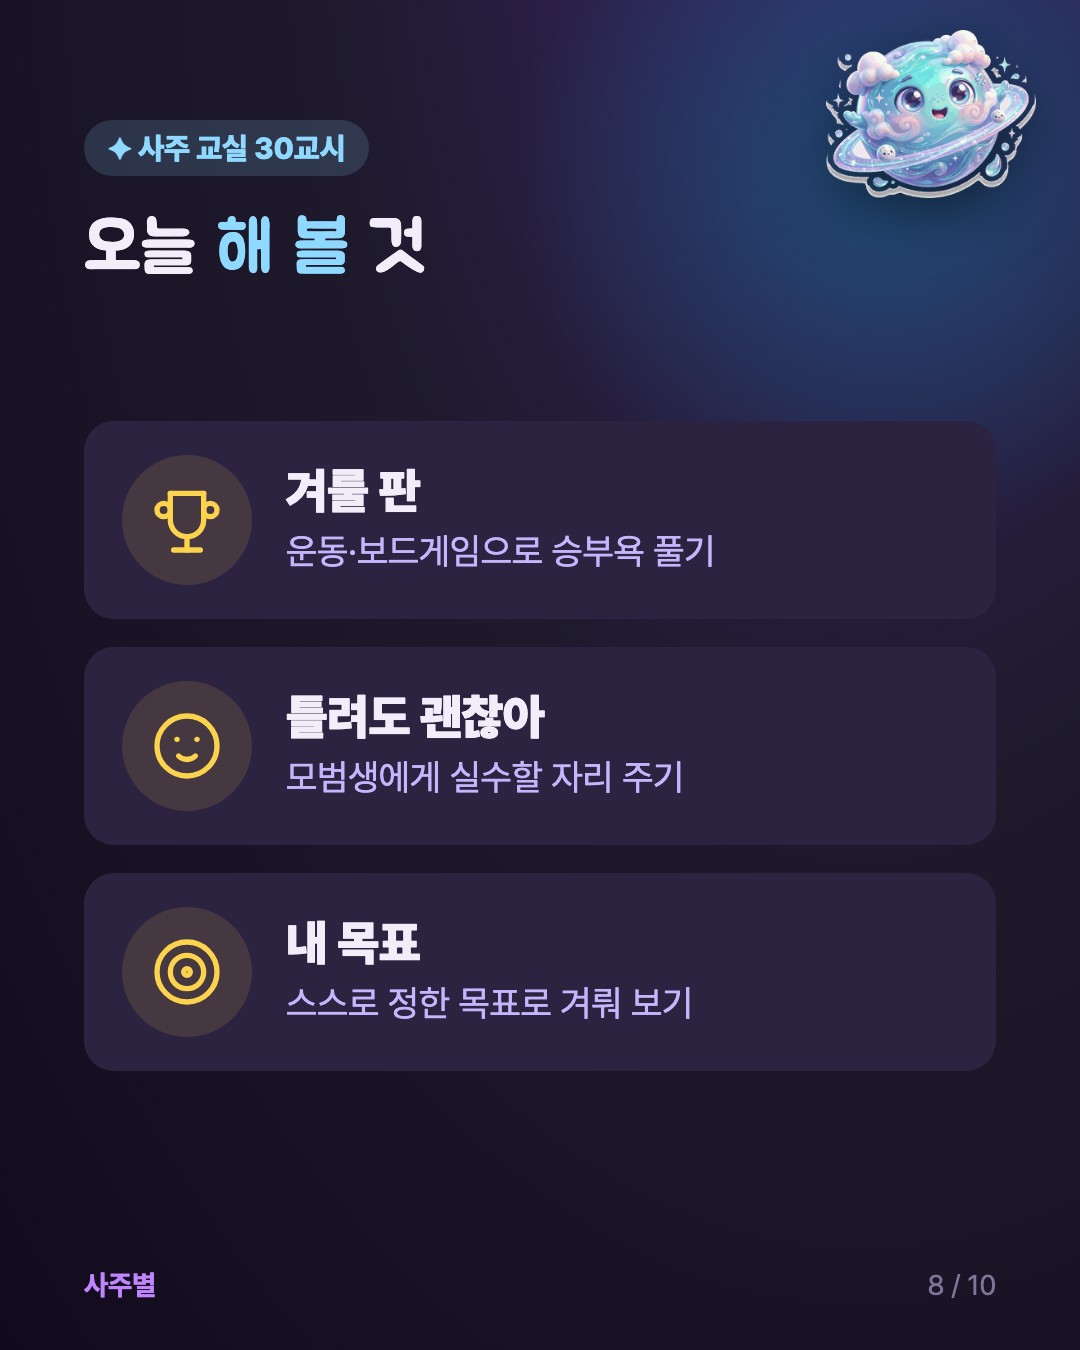 ✦ 사주 교실 30교시
오늘 해 볼 것
겨룰 판
운동·보드게임으로 승부욕 풀기
틀려도 괜찮아
모범생에게 실수할 자리 주기
내 목표
스스로 정한 목표로 겨뤄 보기
사주별
8 / 10